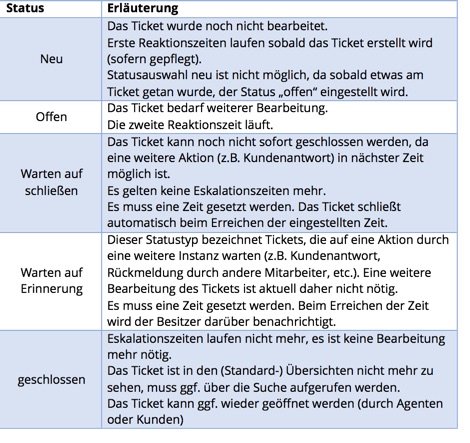 Status Erläuterung
Neu
Das Ticket wurde noch nicht bearbeitet.
Erste Reaktionszeiten laufen sobald das Ticket erstellt wird
(sofern gepflegt).
Statusauswahl neu ist nicht möglich, da sobald etwas am
Ticket getan wurde, der Status „offen“ eingestellt wird.
Offen
Das Ticket bedarf weiterer Bearbeitung.
Die zweite Reaktionszeit läuft.
Warten auf
schließen
Das Ticket kann noch nicht sofort geschlossen werden, da
eine weitere Aktion (z.B. Kundenantwort) in nächster Zeit
möglich ist.
Es gelten keine Eskalationszeiten mehr.
Es muss eine Zeit gesetzt werden. Das Ticket schließt
automatisch beim Erreichen der eingestellten Zeit.
Warten auf
Erinnerung
Dieser Statustyp bezeichnet Tickets, die auf eine Aktion durch
eine weitere Instanz warten (z.B. Kundenantwort,
Rückmeldung durch andere Mitarbeiter, etc.). Eine weitere
Bearbeitung des Tickets ist aktuell daher nicht nötig.
Es muss eine Zeit gesetzt werden. Beim Erreichen der Zeit
wird der Besitzer darüber benachrichtigt.
geschlossen
Eskalationszeiten laufen nicht mehr, es ist keine Bearbeitung
mehr nötig.
Das Ticket ist in den (Standard-) Übersichten nicht mehr zu
sehen, muss ggf. über die Suche aufgerufen werden.
Das Ticket kann ggf. wieder geöffnet werden (durch Agenten
oder Kunden)